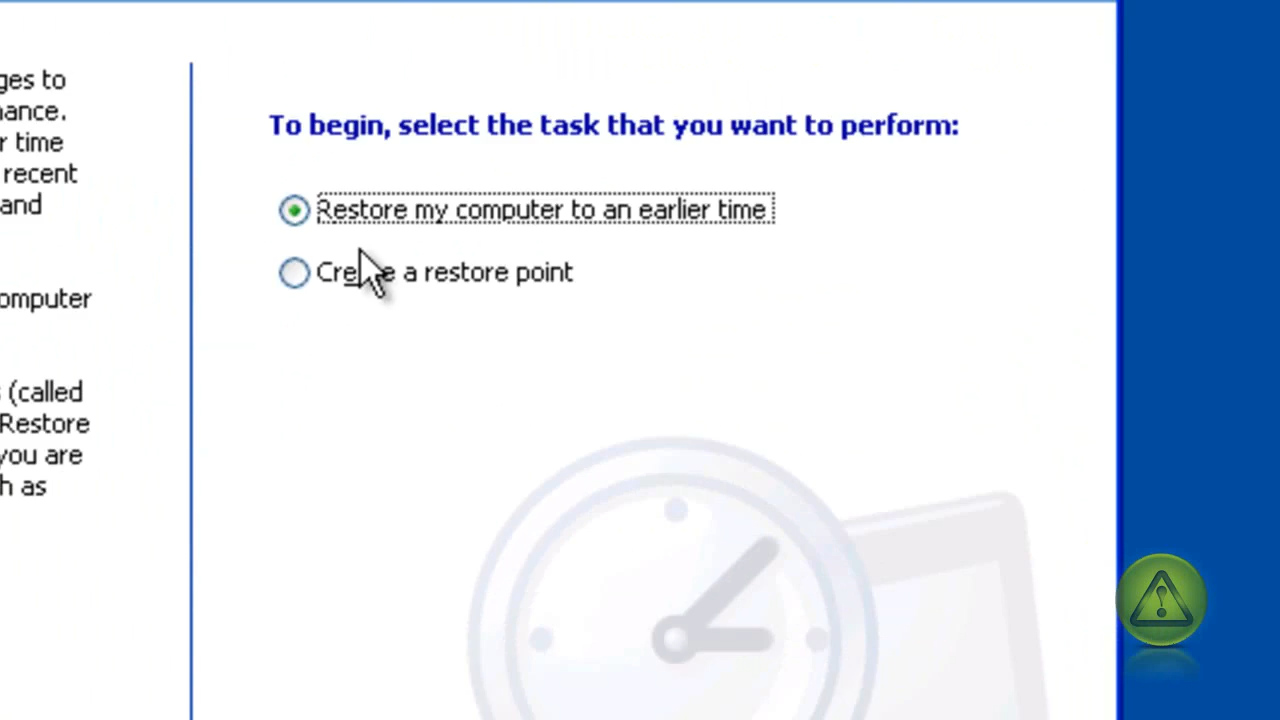 ges to
r time
recent
and
omputer
(called
Restore
you are
h as
To begin, select the task that you want to perform:
Restore my computer to an earlier time
Create a restore point